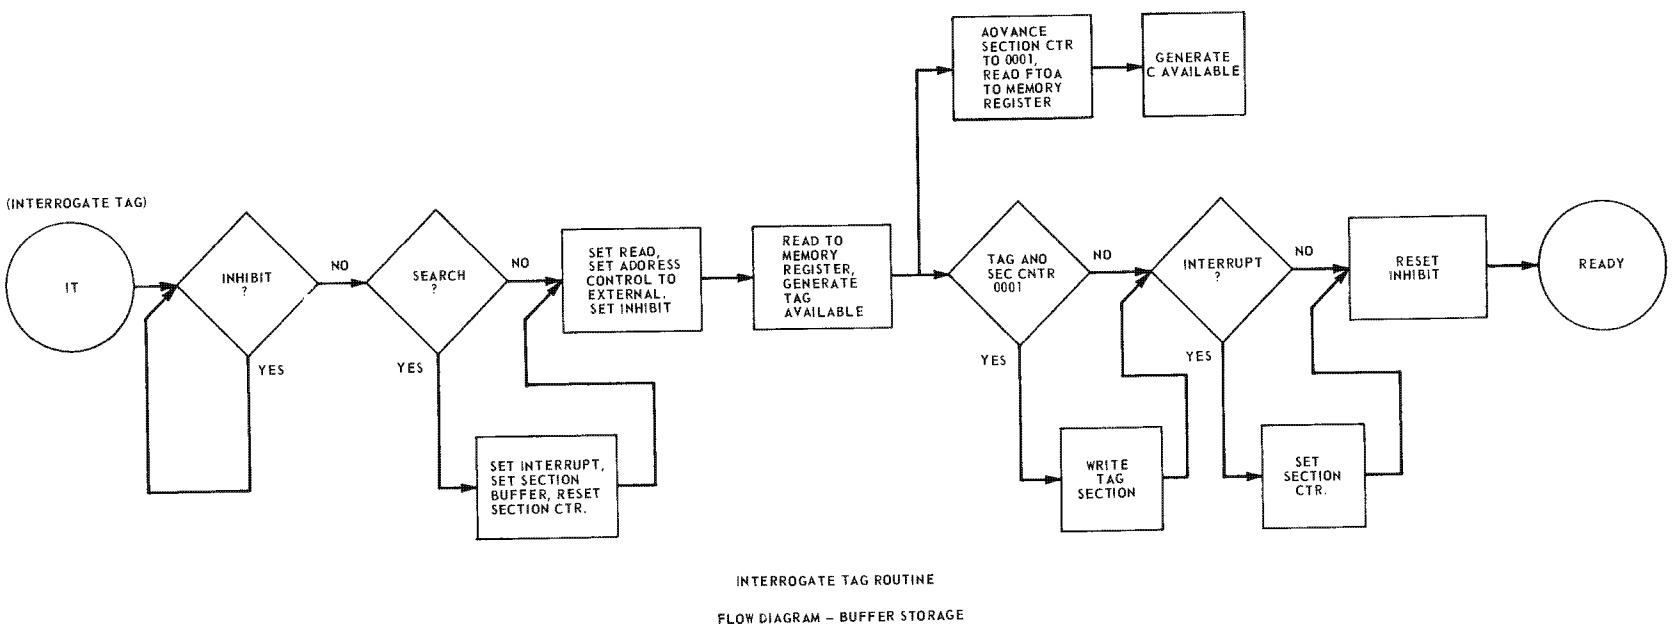 AOVANCE
SECTION CTR
TO 0001,
READ FTOA
TO MEMORY
REGISTER
GENERATE
C AVAILABLE
(INTERROGATE TAG)
IT
INHIBIT
?
NO
YES
SEARCH
?
NO
YES
SET INTERRUPT,
SET SECTION
BUFFER, RESET
SECTION CTR.
SET READ,
SET ADDRESS
CONTROL TO
EXTERNAL.
SET INHIBIT
READ TO
MEMORY
REGISTER,
GENERATE
TAG
AVAILABLE
TAG ANO
SEC CNTR
0001
NO
YES
WRITE
TAG
SECTION
INTERRUPT
?
NO
YES
SET
SECTION
CTR.
RESET
INHIBIT
READY
INTERROGATE TAG ROUTINE
FLOW DIAGRAM – BUFFER STORAGE